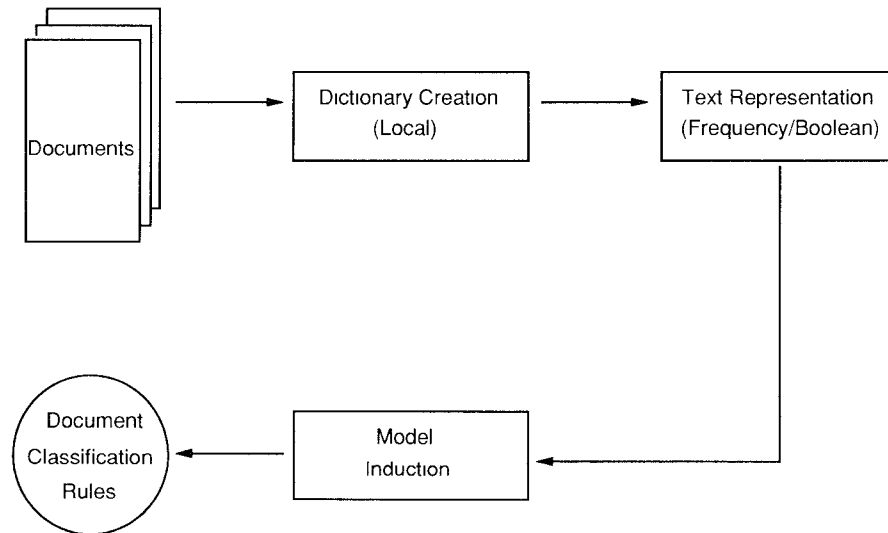 Documents
Dictionary Creation
(Local)
Text Representation
(Frequency/Boolean)
Model
Induction
Document
Classification
Rules